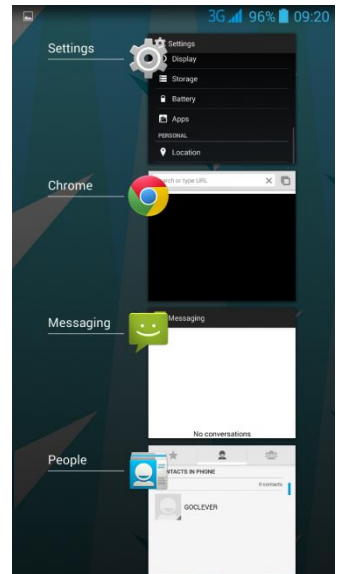 3G 96% 09:20
Settings
Settings
Display
Storage
Battery
Apps
PERSONAL
Location
Chrome
or type URL
Messaging
Messaging
No conversations
People
CONTACTS IN PHONE
0 contacts
GOCLEVER